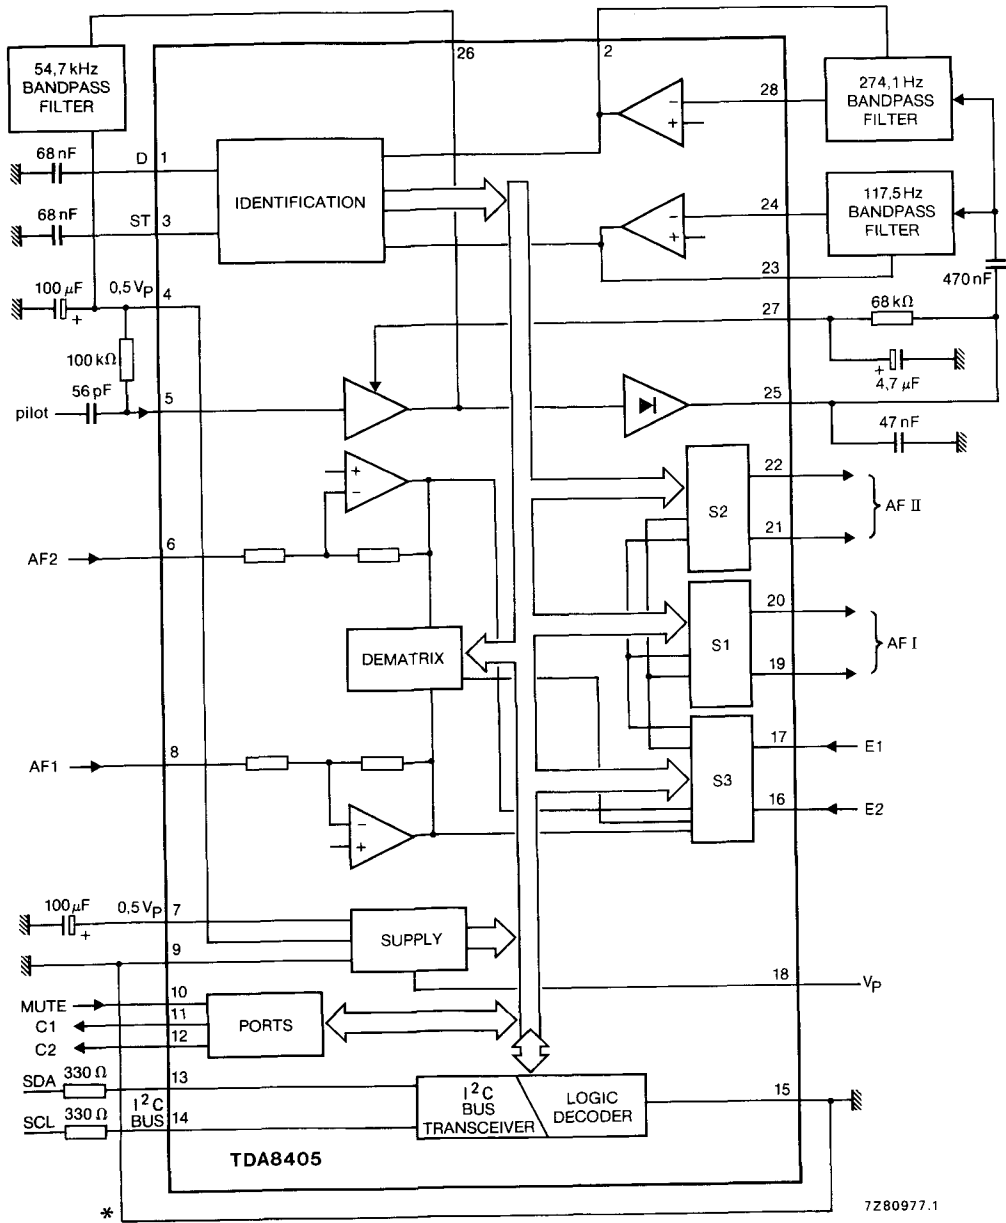 26
2
54,7 kHz
BANDPASS
FILTER
28
274,1 Hz
BANDPASS
FILTER
68 nF
D
1
IDENTIFICATION
-
+
68 nF
ST
3
24
117,5 Hz
BANDPASS
FILTER
-
+
23
470 nF
100 µF
+
0,5 VP
4
27
68 kΩ
100 kΩ
+
4,7 µF
56 pF
pilot
5
25
47 nF
+
-
22
S2
AF II
21
6
AF2
20
S1
AF I
19
DEMATRIX
8
AF1
17
E1
S3
16
E2
-
+
100 µF
+
0,5 VP
7
SUPPLY
9
18
VP
MUTE
10
C1
11
PORTS
C2
12
SDA
330 Ω
13
I²C
BUS
SCL
330 Ω
14
I²C
BUS
TRANSCEIVER
LOGIC
DECODER
15
TDA8405
*
7Z80977.1